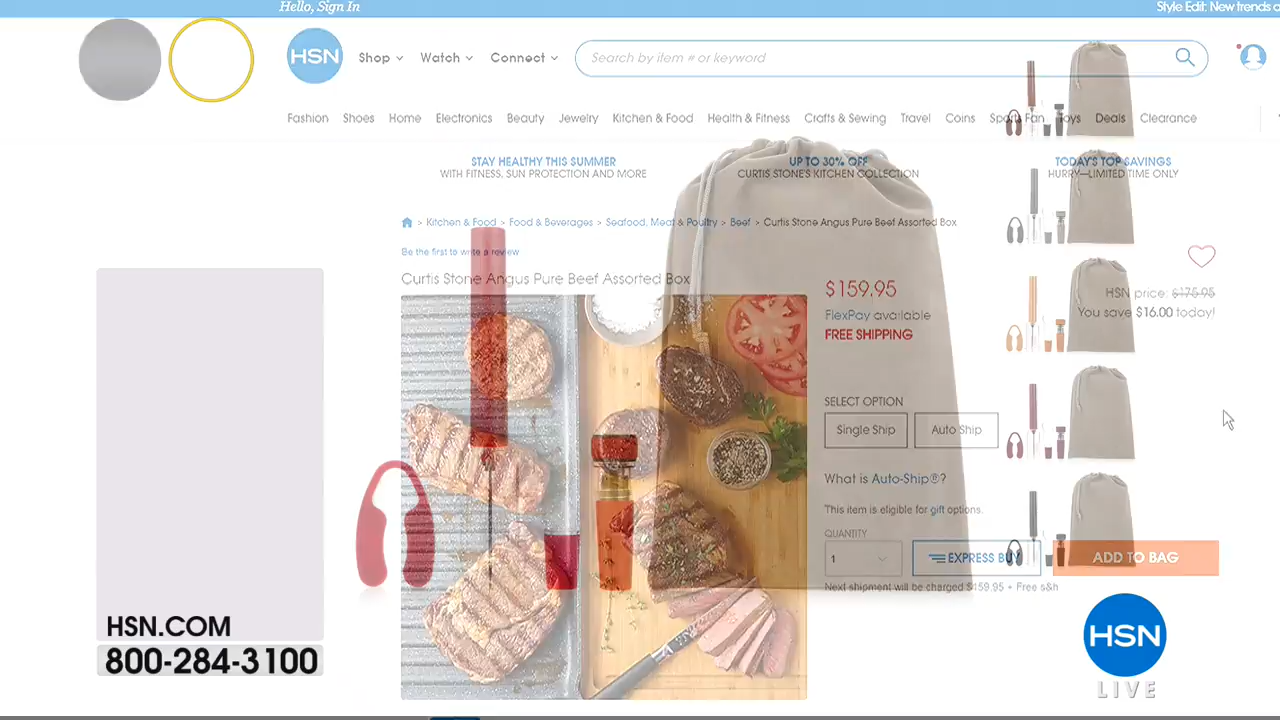 Hello, Sign In
Style Edit: New trends
HSN
Shop
Watch
Connect
Search by item # or keyword
Fashion
Shoes
Home
Electronics
Beauty
Jewelry
Kitchen & Food
Health & Fitness
Crafts & Sewing
Travel
Coins
Sports Fan
Toys
Deals
Clearance
STAY HEALTHY THIS SUMMER
WITH FITNESS, SUN PROTECTION AND MORE
UP TO 30% OFF
CURTIS STONE'S KITCHEN COLLECTION
TODAY'S TOP SAVINGS
HURRY—LIMITED TIME ONLY
> Kitchen & Food > Food & Beverages > Seafood, Meat & Poultry > Beef > Curtis Stone Angus Pure Beef Assorted Box
Be the first to write a review
Curtis Stone Angus Pure Beef Assorted Box
$159.95
HSN price: $175.95
FlexPay available
You save $16.00 today!
FREE SHIPPING
SELECT OPTION
Single Ship
Auto Ship
What is Auto-Ship®?
This item is eligible for gift options.
QUANTITY
1
EXPRESS BUY
ADD TO BAG
Next shipment will be charged $159.95 + Free s&h
HSN.COM
800-284-3100
HSN
LIVE